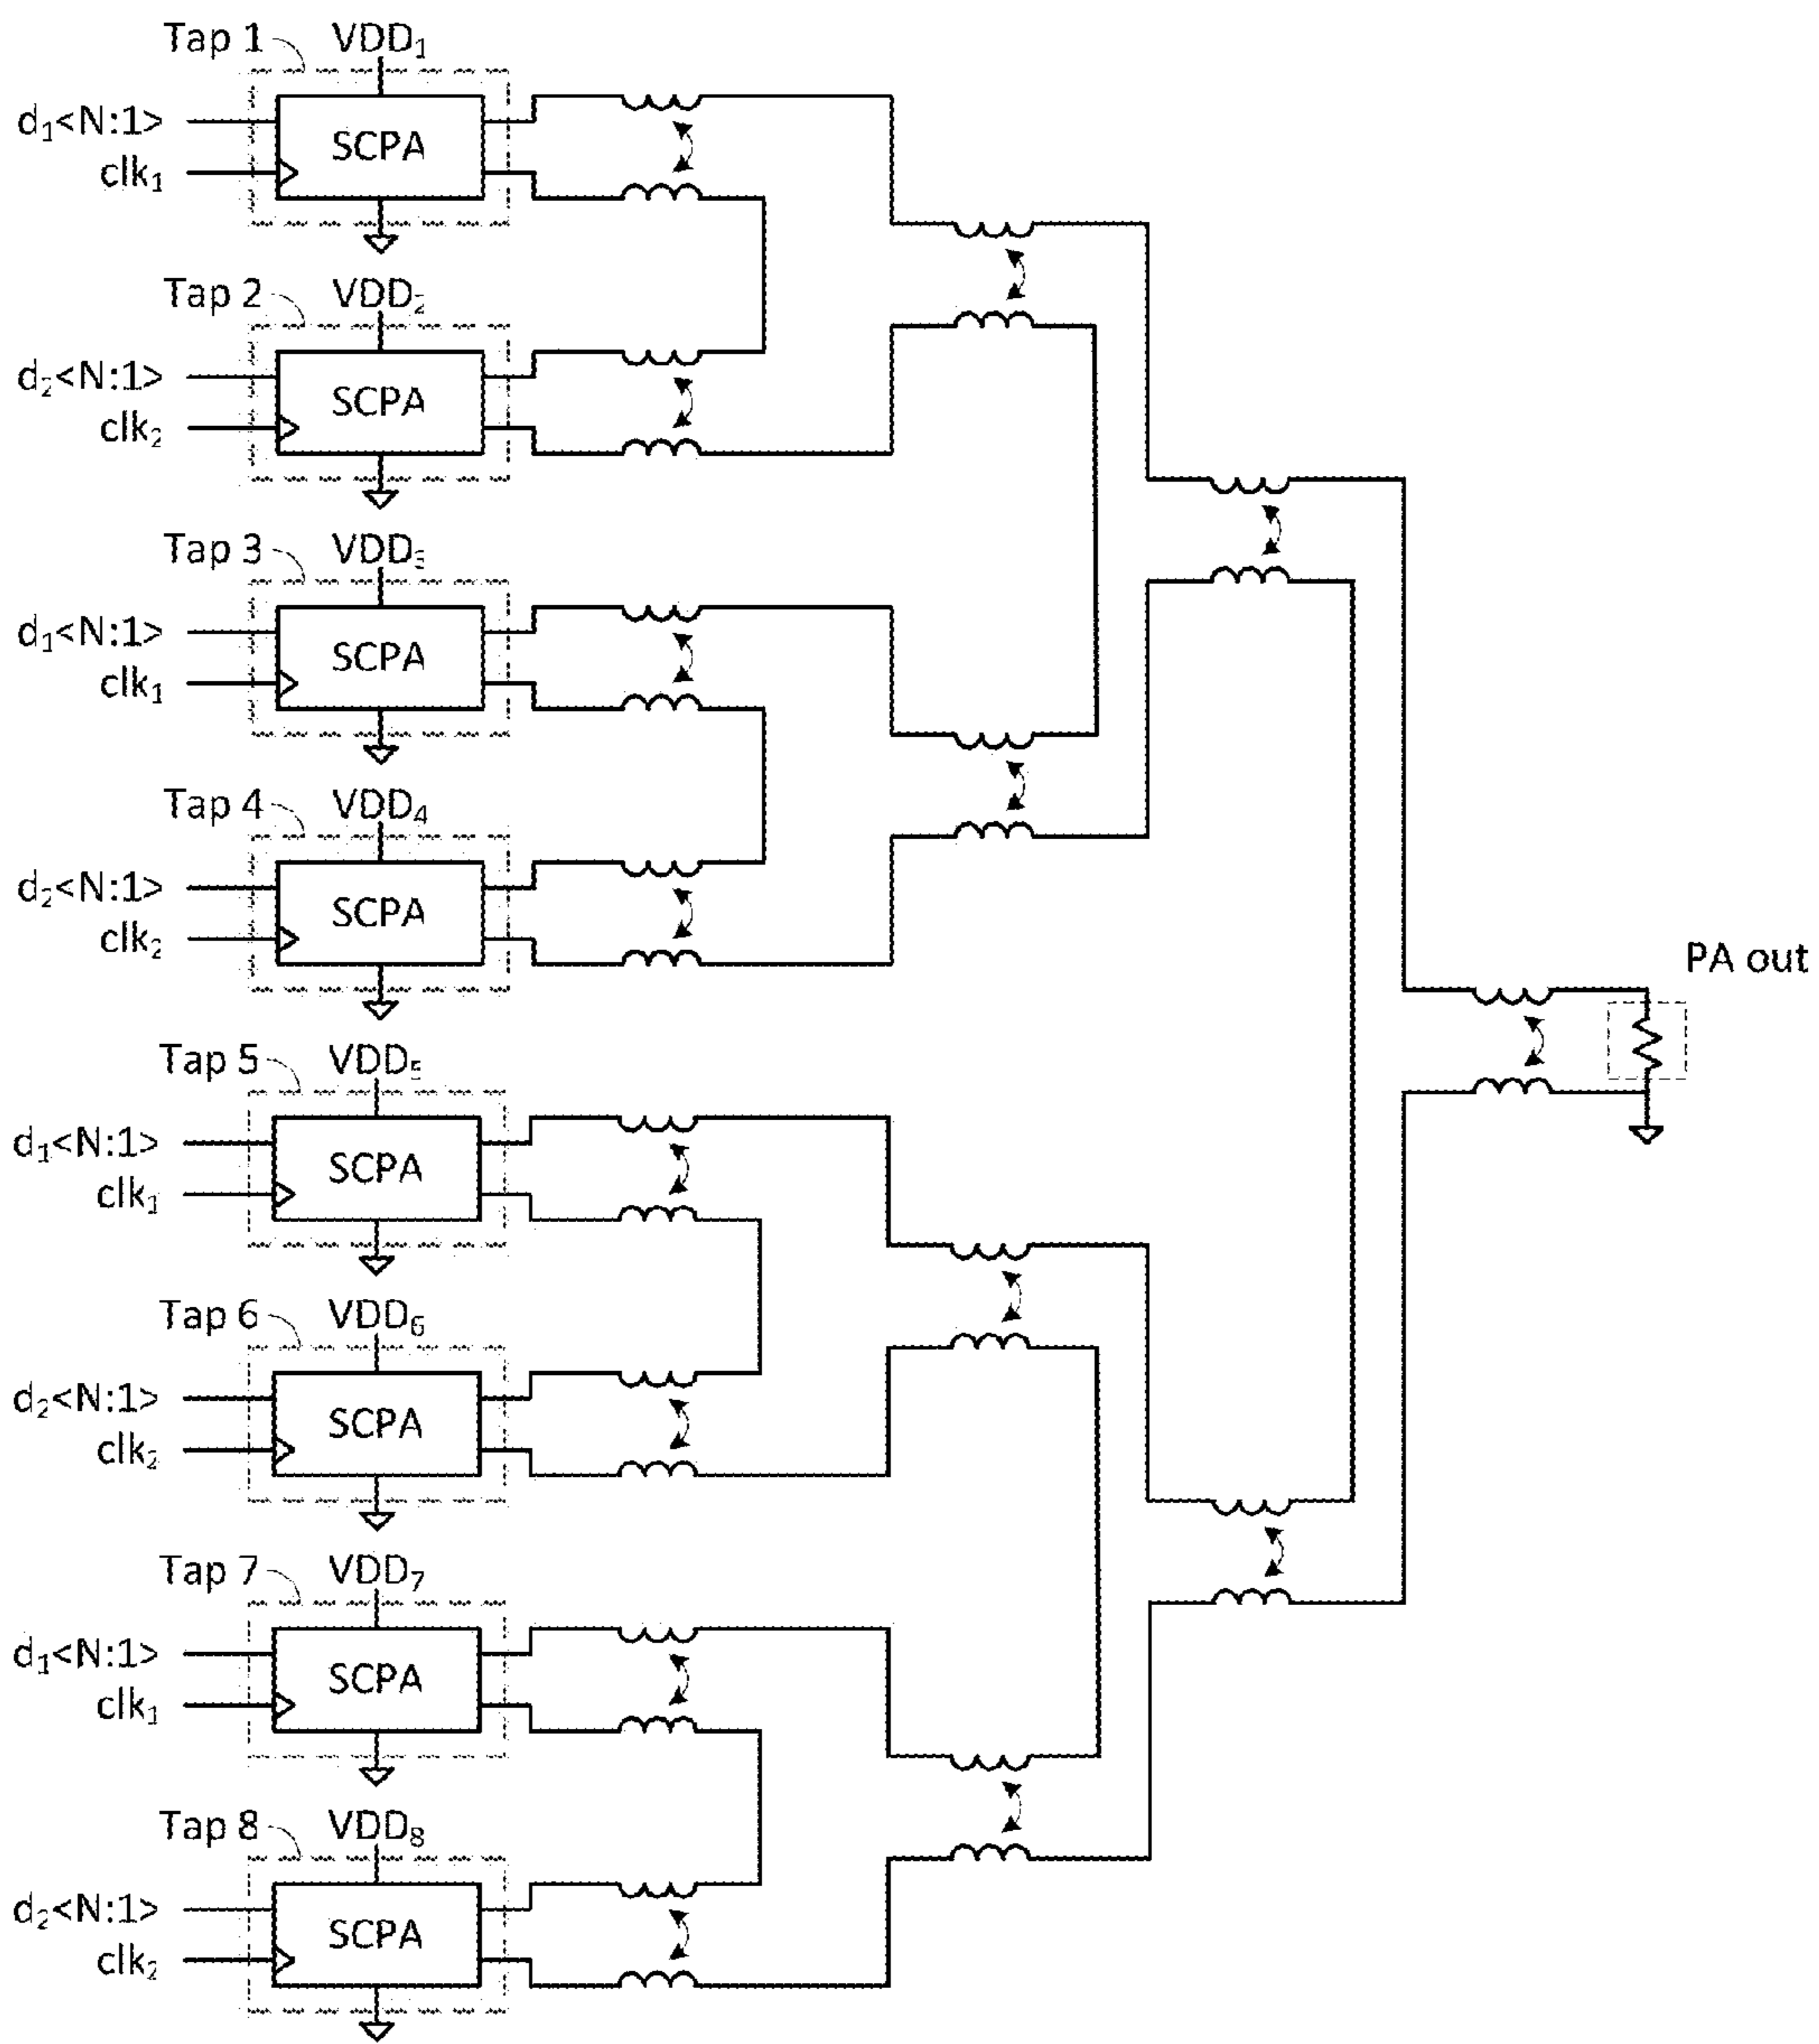 Tap 1 VDD₁
d₁<N:1>
SCPA
clk₁
Tap 2 VDD₂
d₂<N:1>
SCPA
clk₂
Tap 3 VDD₃
d₁<N:1>
SCPA
clk₁
Tap 4 VDD₄
d₂<N:1>
SCPA
clk₂
PA out
Tap 5 VDD₅
d₁<N:1>
SCPA
clk₁
Tap 6 VDD₆
d₂<N:1>
SCPA
clk₂
Tap 7 VDD₇
d₁<N:1>
SCPA
clk₁
Tap 8 VDD₈
d₂<N:1>
SCPA
clk₂